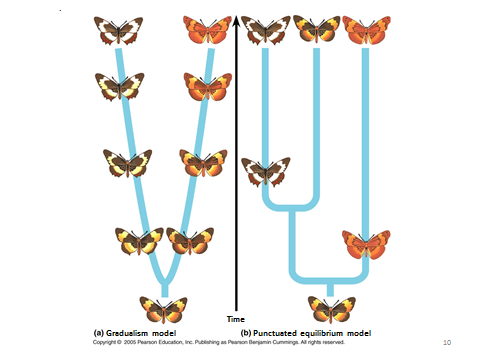 Time
(a) Gradualism model
(b) Punctuated equilibrium model
Copyright © 2005 Pearson Education, Inc. Publishing as Pearson Benjamin Cummings. All rights reserved.
10